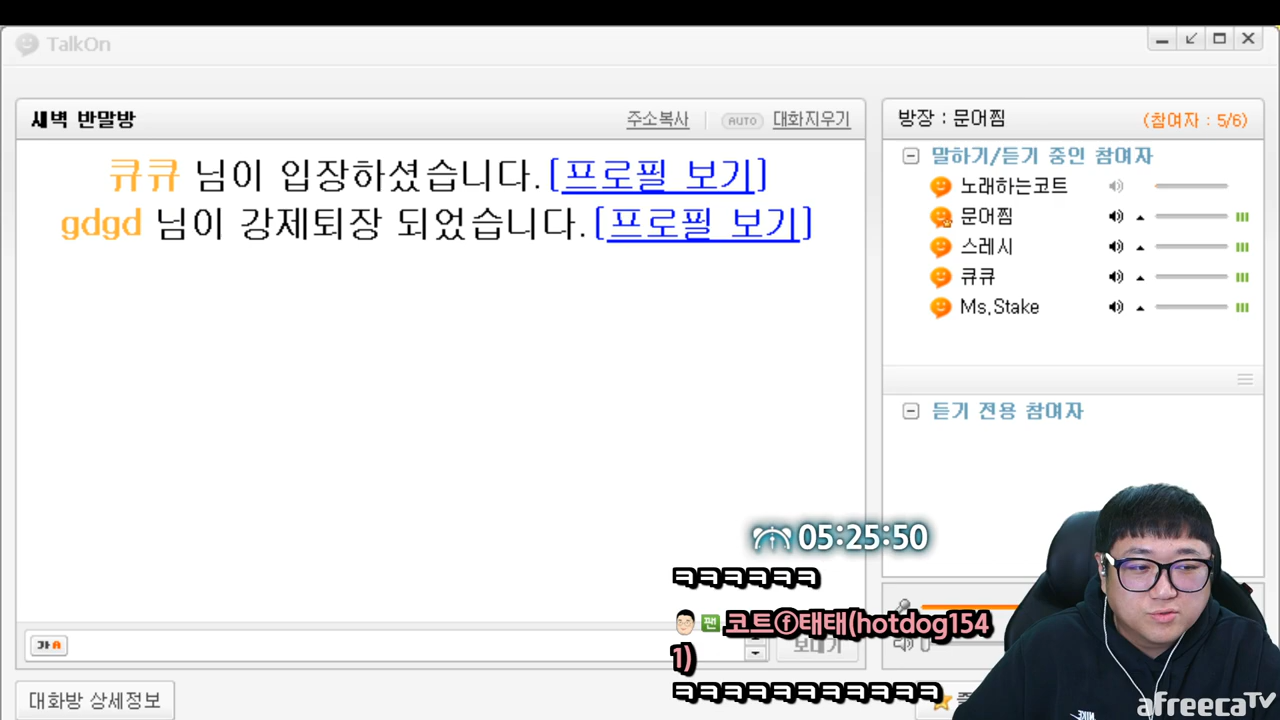 TalkOn
새벽 반말방
주소복사 | AUTO 대화지우기
큐큐 님이 입장하셨습니다.[프로필 보기]
gdgd 님이 강제퇴장 되었습니다.[프로필 보기]
방장 : 문어찜 (참여자 : 5/6)
말하기/듣기 중인 참여자
노래하는코트
문어찜
스레시
큐큐
Ms.Stake
듣기 전용 참여자
05:25:50
ㅋㅋㅋㅋㅋㅋ
팬 코트ⓕ태태(hotdog154
1)
ㅋㅋㅋㅋㅋㅋㅋㅋㅋㅋㅋ
가
보내기
대화방 상세정보
NIKE
afreecaTV